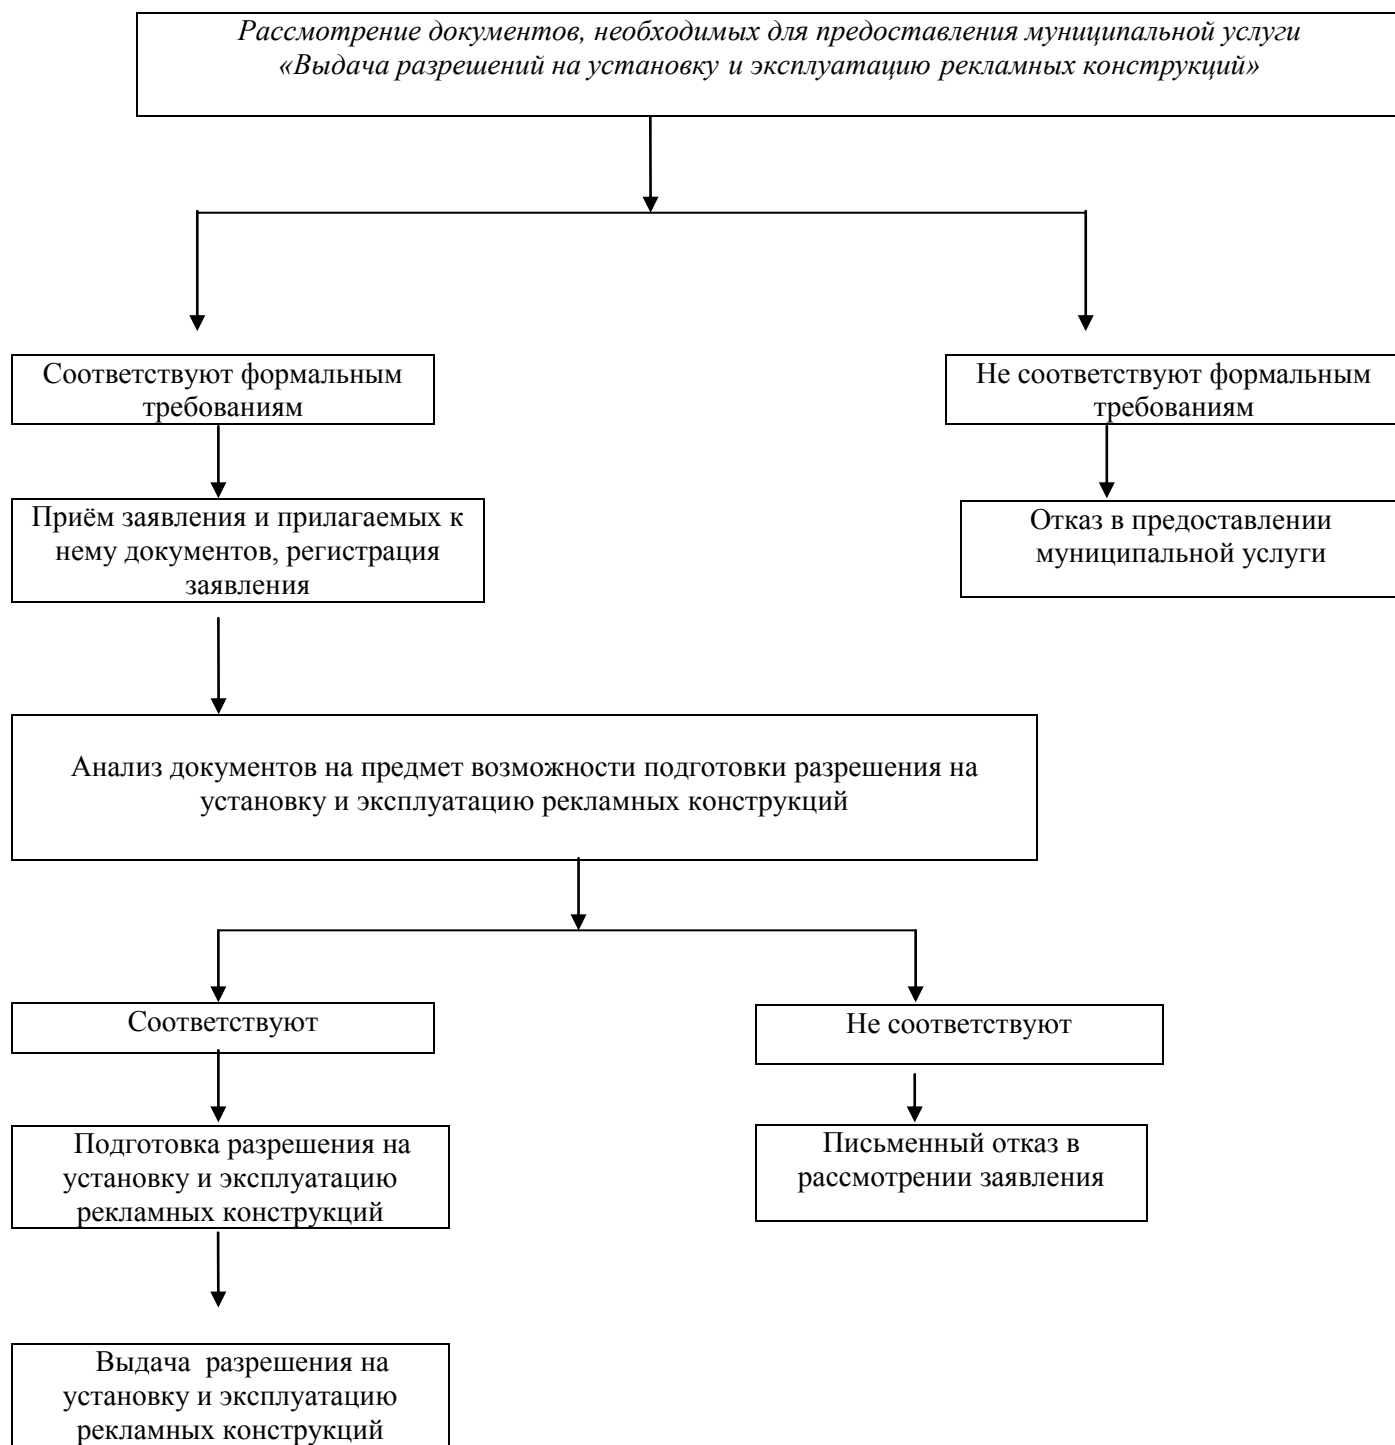 Рассмотрение документов, необходимых для предоставления муниципальной услуги
«Выдача разрешений на установку и эксплуатацию рекламных конструкций»
Соответствуют формальным
требованиям
Не соответствуют формальным
требованиям
Приём заявления и прилагаемых к
нему документов, регистрация
заявления
Отказ в предоставлении
муниципальной услуги
Анализ документов на предмет возможности подготовки разрешения на
установку и эксплуатацию рекламных конструкций
Соответствуют
Не соответствуют
Подготовка разрешения на
установку и эксплуатацию
рекламных конструкций
Письменный отказ в
рассмотрении заявления
Выдача разрешения на
установку и эксплуатацию
рекламных конструкций